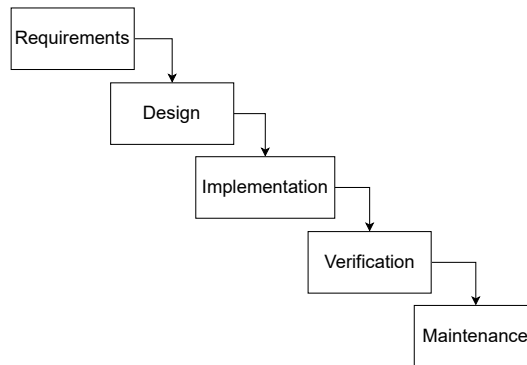 Requirements
Design
Implementation
Verification
Maintenance